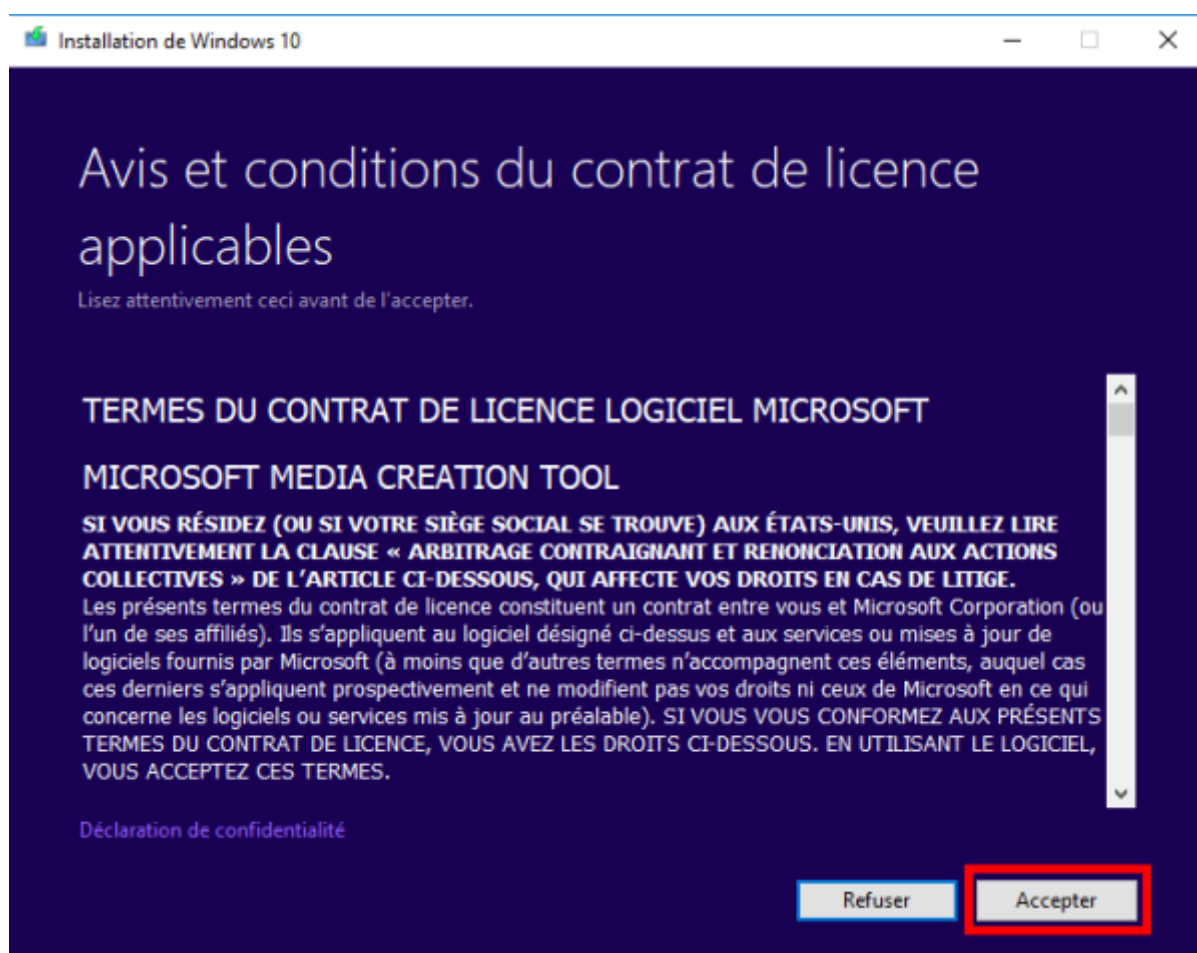 Installation de Windows 10
Avis et conditions du contrat de licence
applicables
Lisez attentivement ceci avant de l'accepter.
TERMES DU CONTRAT DE LICENCE LOGICIEL MICROSOFT
MICROSOFT MEDIA CREATION TOOL
SI VOUS RÉSIDEZ (OU SI VOTRE SIÈGE SOCIAL SE TROUVE) AUX ÉTATS-UNIS, VEUILLEZ LIRE
ATTENTIVEMENT LA CLAUSE « ARBITRAGE CONTRAIGNANT ET RENONCIATION AUX ACTIONS
COLLECTIVES » DE L'ARTICLE CI-DESSOUS, QUI AFFECTE VOS DROITS EN CAS DE LITIGE.
Les présents termes du contrat de licence constituent un contrat entre vous et Microsoft Corporation (ou
l'un de ses affiliés). Ils s'appliquent au logiciel désigné ci-dessus et aux services ou mises à jour de
logiciels fournis par Microsoft (à moins que d'autres termes n'accompagnent ces éléments, auquel cas
ces derniers s'appliquent prospectivement et ne modifient pas vos droits ni ceux de Microsoft en ce qui
concerne les logiciels ou services mis à jour au préalable). SI VOUS VOUS CONFORMEZ AUX PRÉSENTS
TERMES DU CONTRAT DE LICENCE, VOUS AVEZ LES DROITS CI-DESSOUS. EN UTILISANT LE LOGICIEL,
VOUS ACCEPTEZ CES TERMES.
Déclaration de confidentialité
Refuser
Accepter